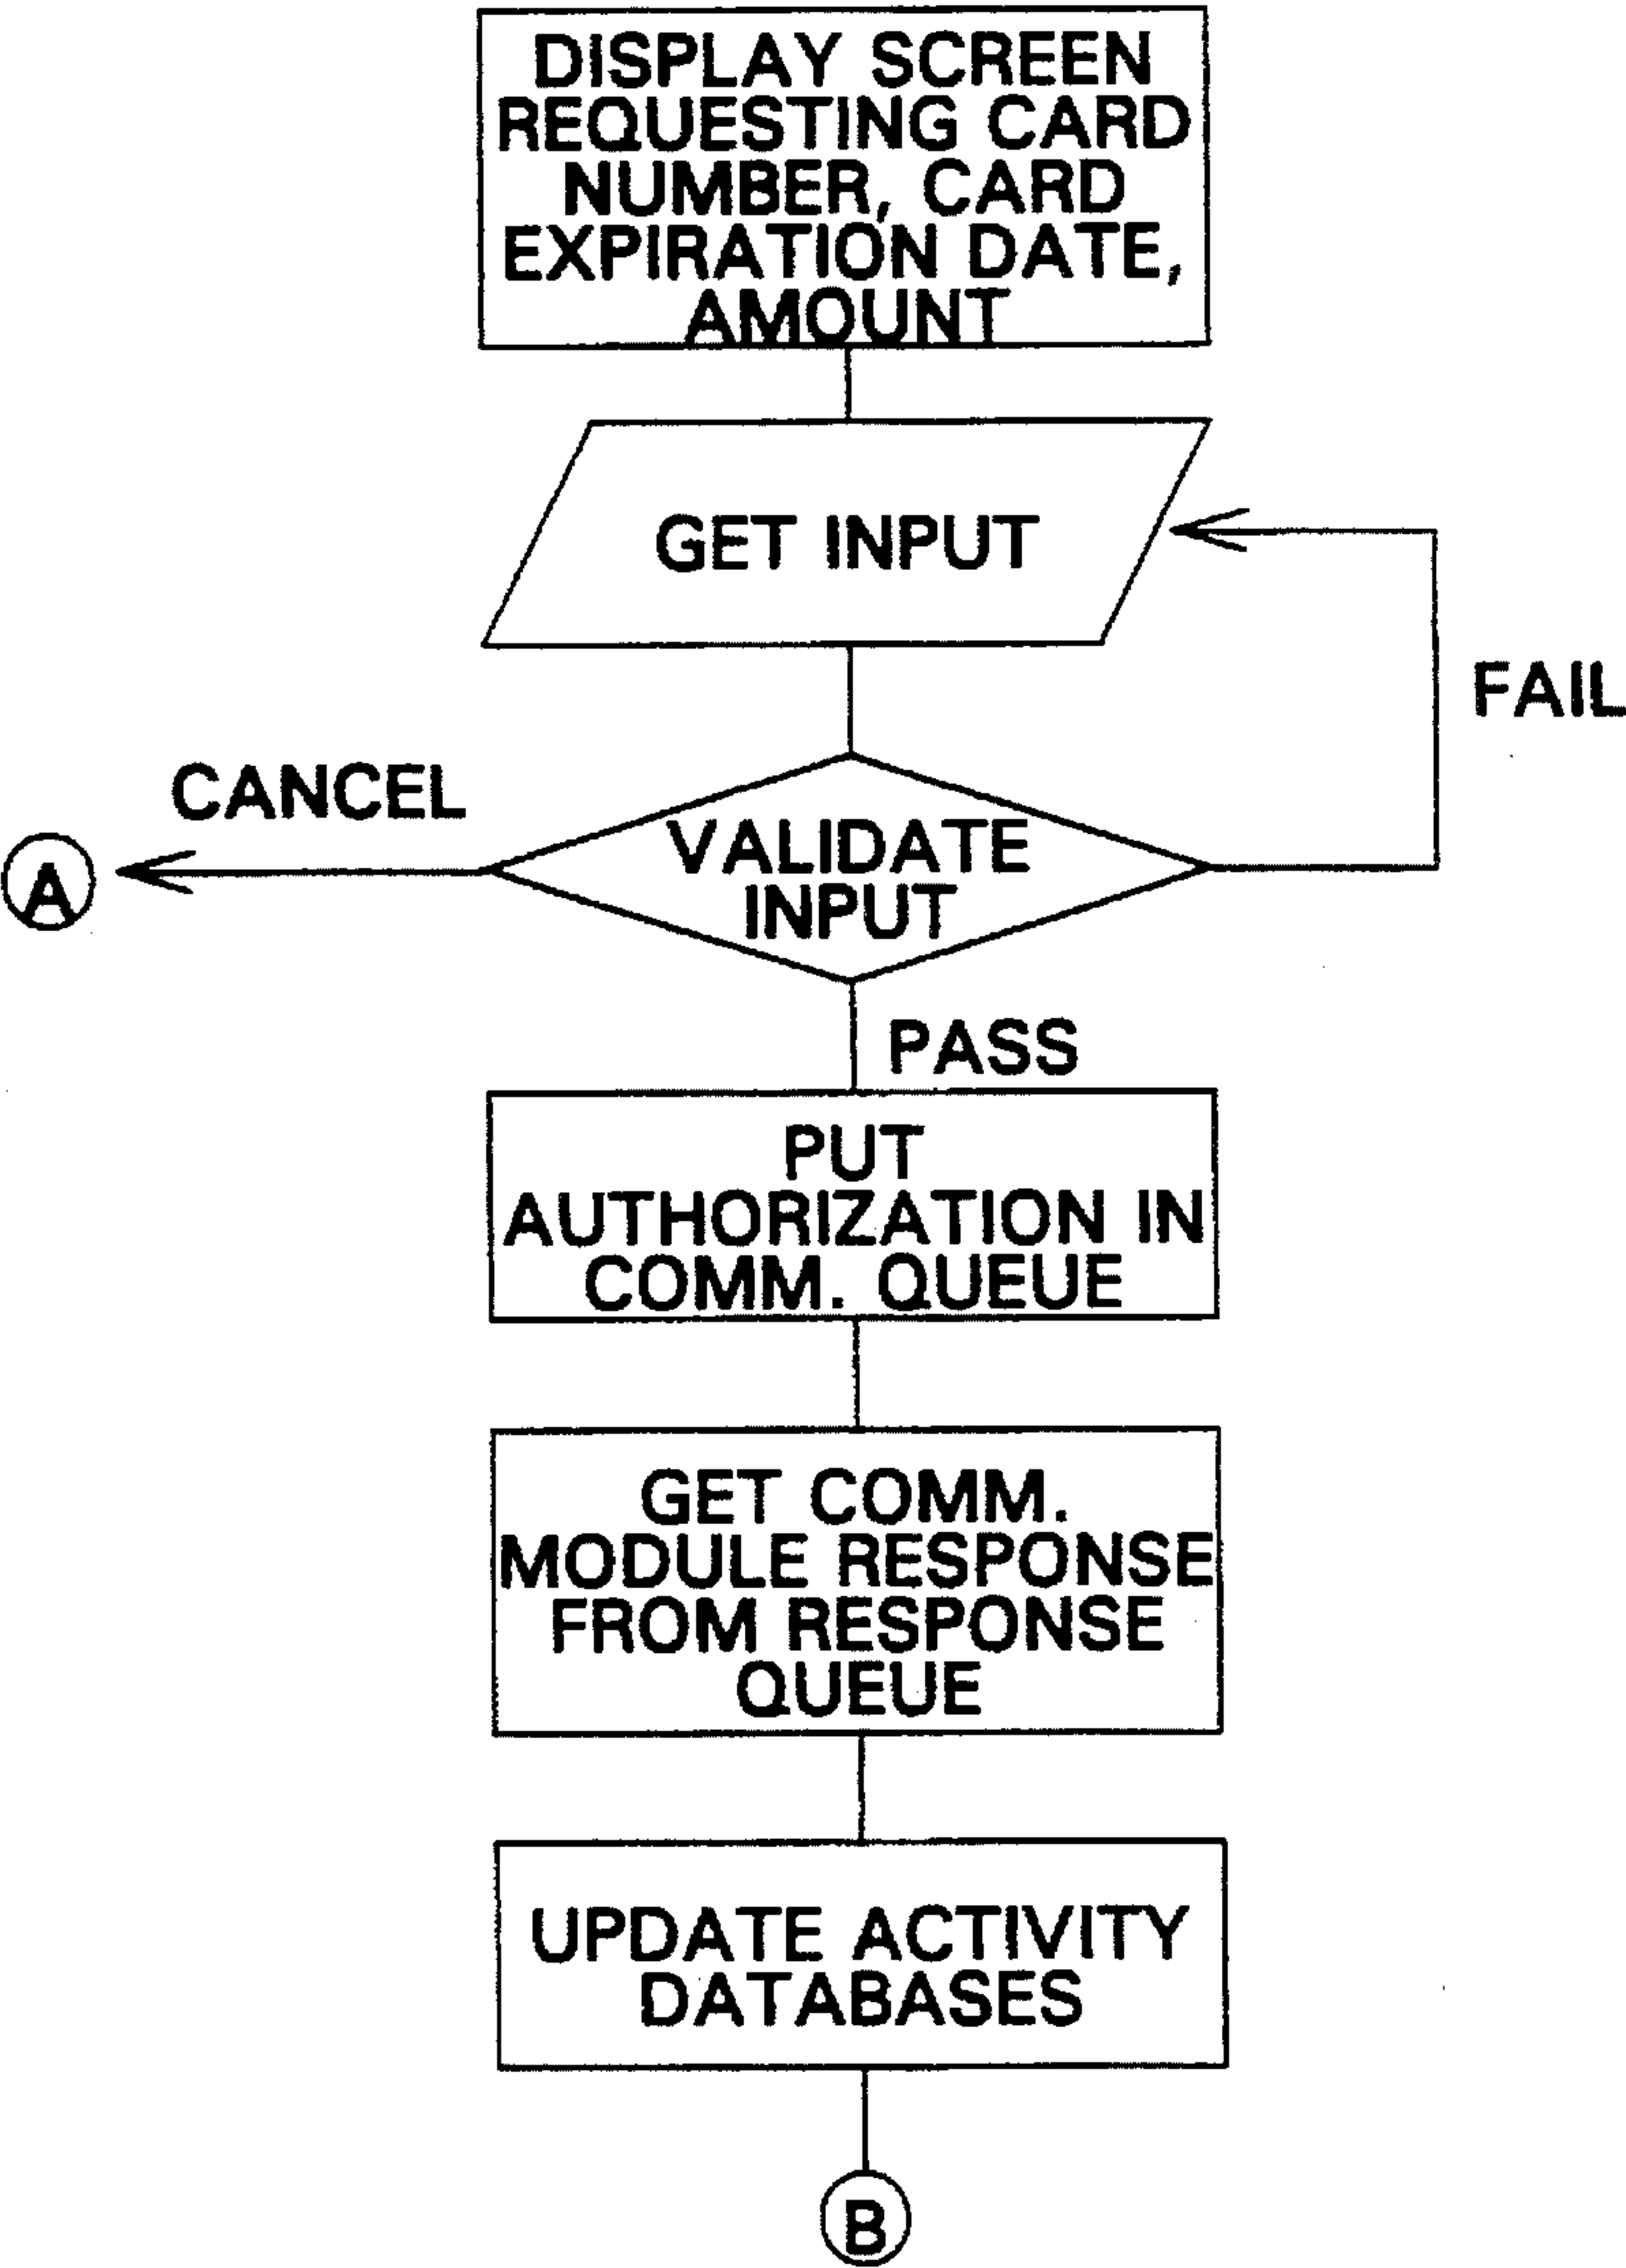 DISPLAY SCREEN
REQUESTING CARD
NUMBER, CARD
EXPIRATION DATE,
AMOUNT
GET INPUT
FAIL
CANCEL
A
VALIDATE
INPUT
PASS
PUT
AUTHORIZATION IN
COMM. QUEUE
GET COMM.
MODULE RESPONSE
FROM RESPONSE
QUEUE
UPDATE ACTIVITY
DATABASES
B